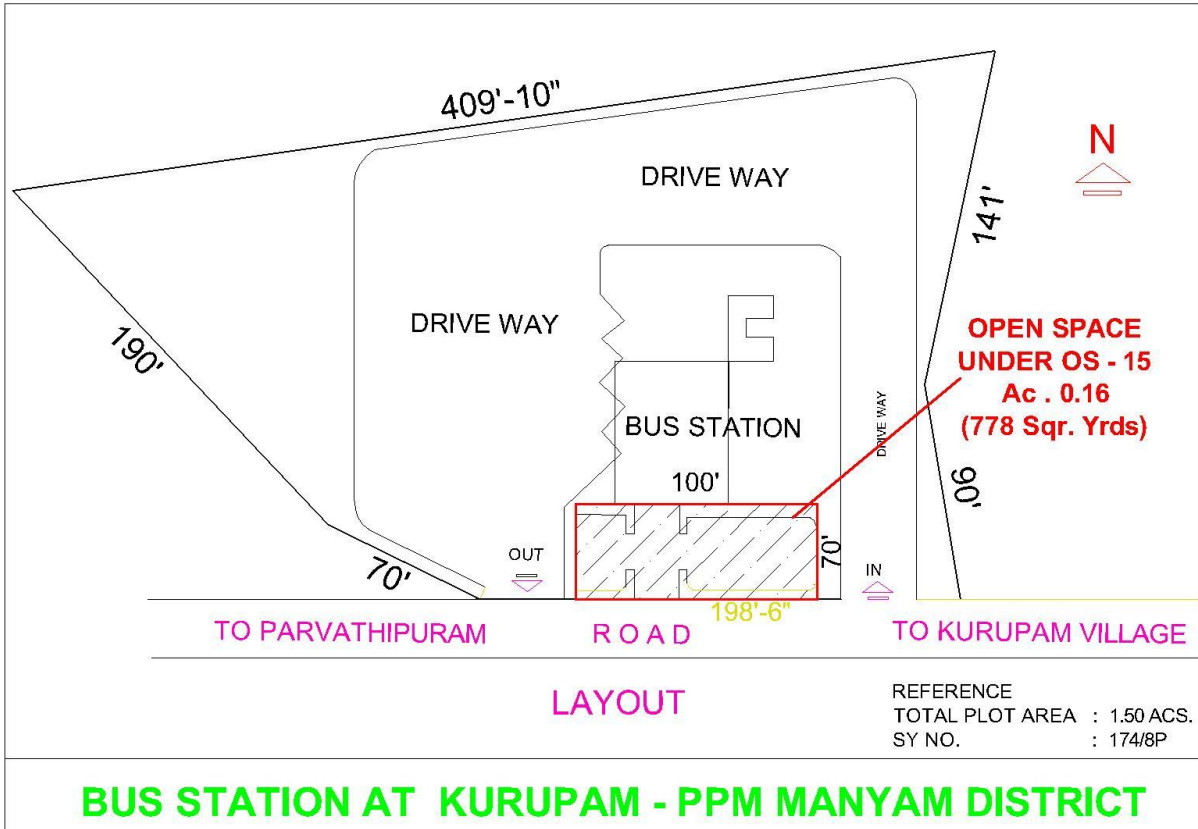 409'-10"
N
DRIVE WAY
141'
DRIVE WAY
190'
OPEN SPACE
UNDER OS - 15
Ac . 0.16
(778 Sqr. Yrds)
DRIVE WAY
BUS STATION
100'
90'
70'
OUT
70'
IN
198'-6"
TO PARVATHIPURAM
R O A D
TO KURUPAM VILLAGE
LAYOUT
REFERENCE
TOTAL PLOT AREA : 1.50 ACS.
SY NO. : 174/8P
BUS STATION AT KURUPAM - PPM MANYAM DISTRICT